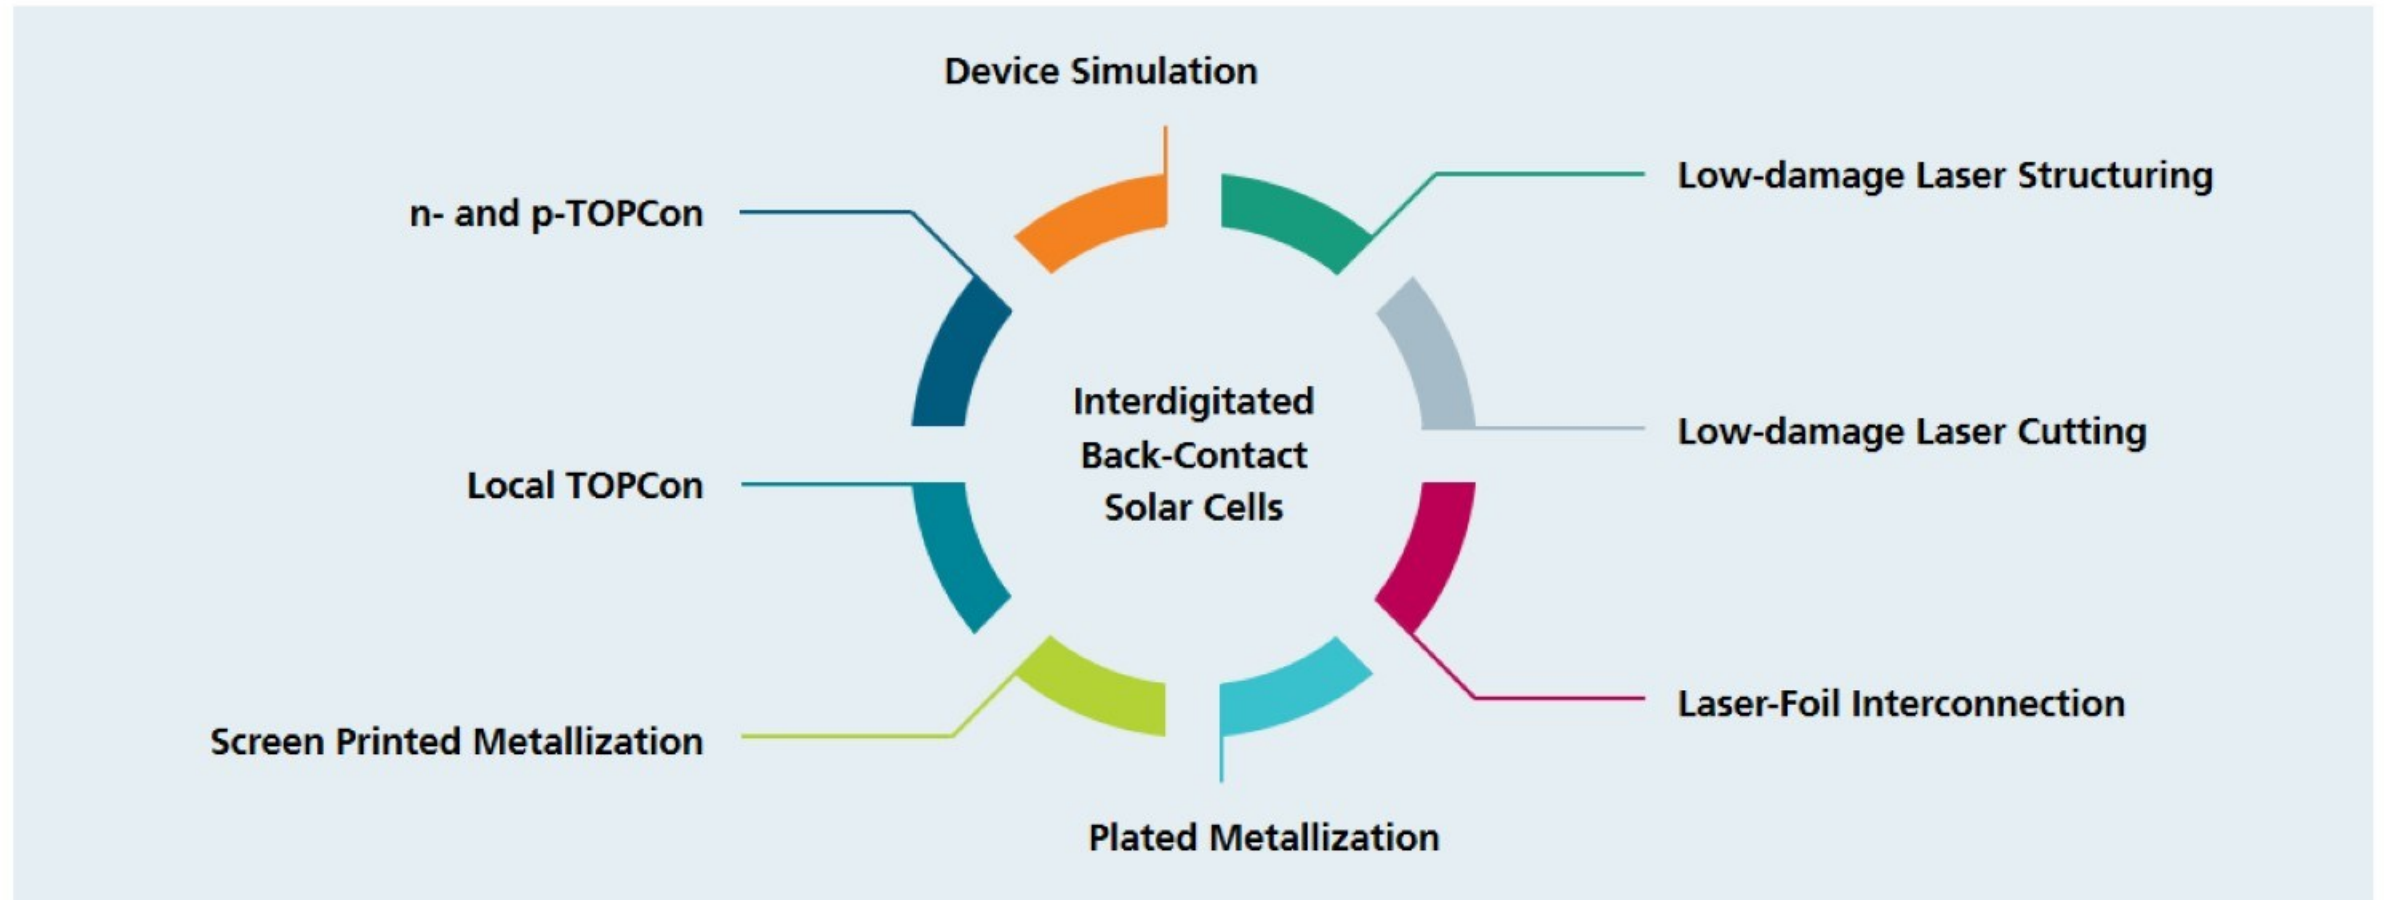 Device Simulation
Low-damage Laser Structuring
n- and p-TOPCon
Interdigitated
Back-Contact
Solar Cells
Low-damage Laser Cutting
Local TOPCon
Laser-Foil Interconnection
Screen Printed Metallization
Plated Metallization